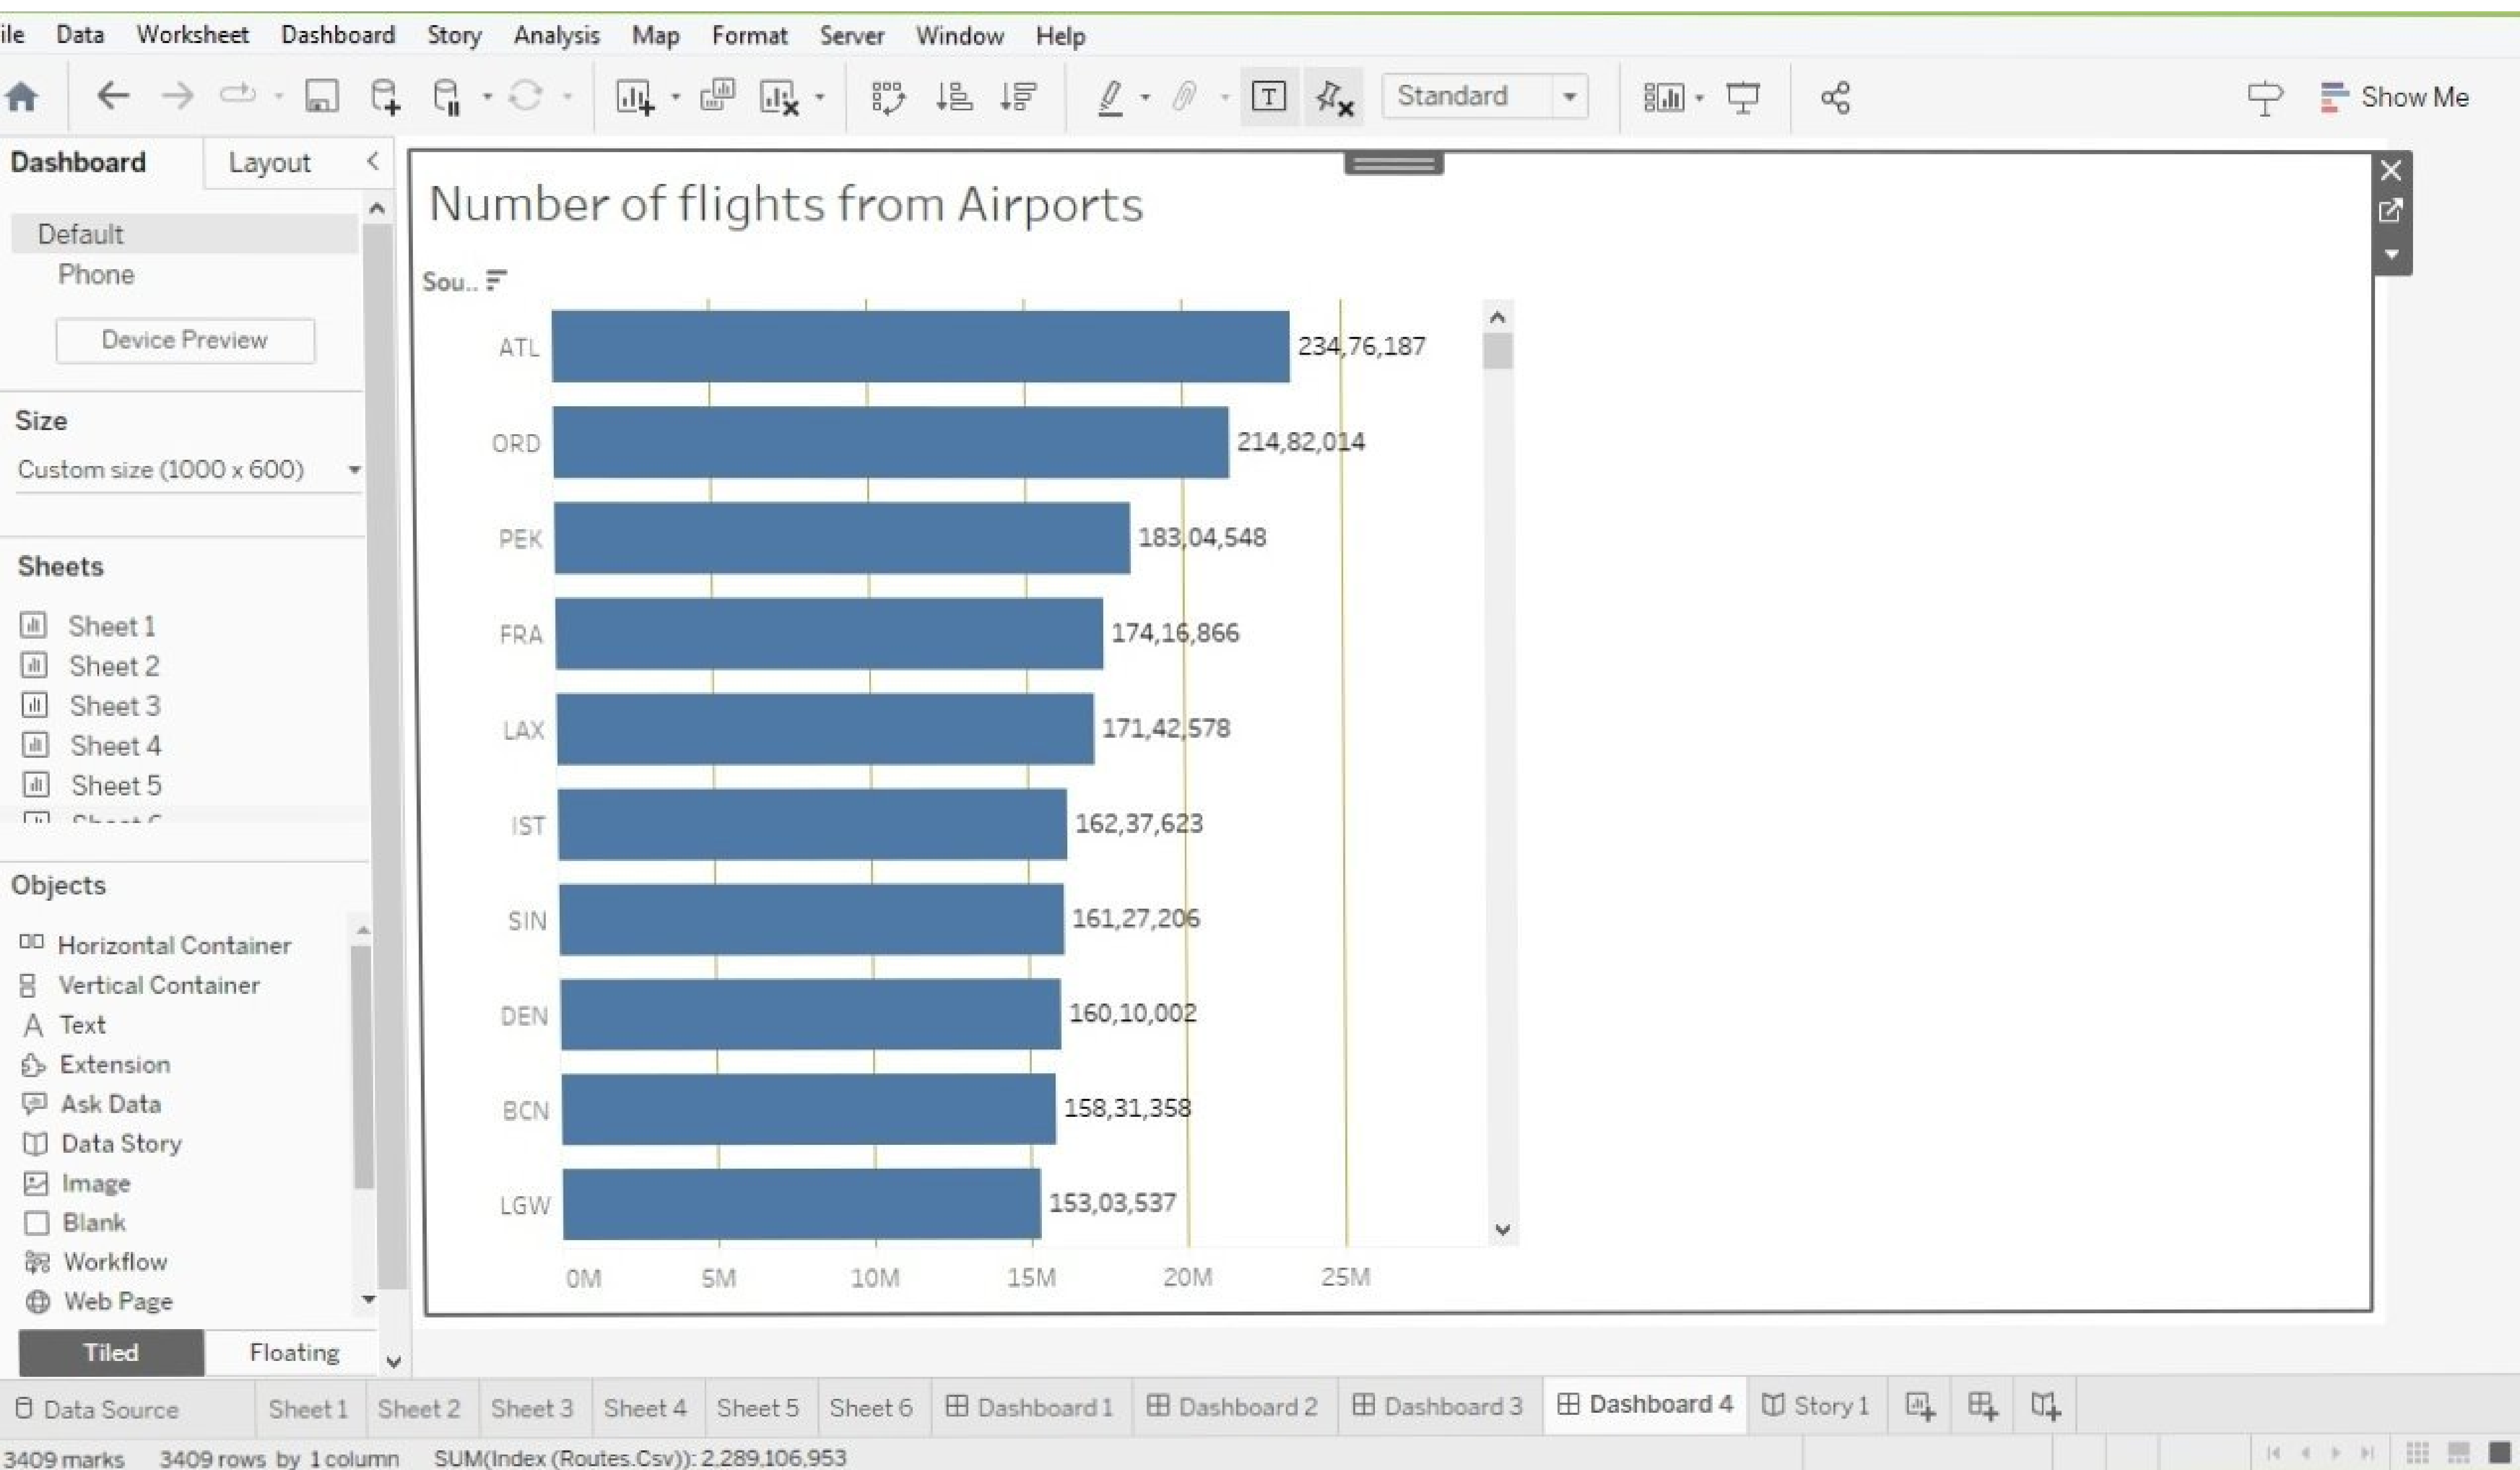 ile Data Worksheet Dashboard Story Analysis Map Format Server Window Help
Standard
Show Me
Dashboard Layout
Default
Phone
Device Preview
Size
Custom size (1000 x 600)
Sheets
Sheet 1
Sheet 2
Sheet 3
Sheet 4
Sheet 5
Objects
Horizontal Container
Vertical Container
Text
Extension
Ask Data
Data Story
Image
Blank
Workflow
Web Page
Tiled Floating
Number of flights from Airports
Sou..
ATL 234,76,187
ORD 214,82,014
PEK 183,04,548
FRA 174,16,866
LAX 171,42,578
IST 162,37,623
SIN 161,27,206
DEN 160,10,002
BCN 158,31,358
LGW 153,03,537
0M 5M 10M 15M 20M 25M
Data Source Sheet 1 Sheet 2 Sheet 3 Sheet 4 Sheet 5 Sheet 6 Dashboard 1 Dashboard 2 Dashboard 3 Dashboard 4 Story 1
3409 marks 3409 rows by 1 column SUM(Index (Routes.Csv)): 2,289,106,953